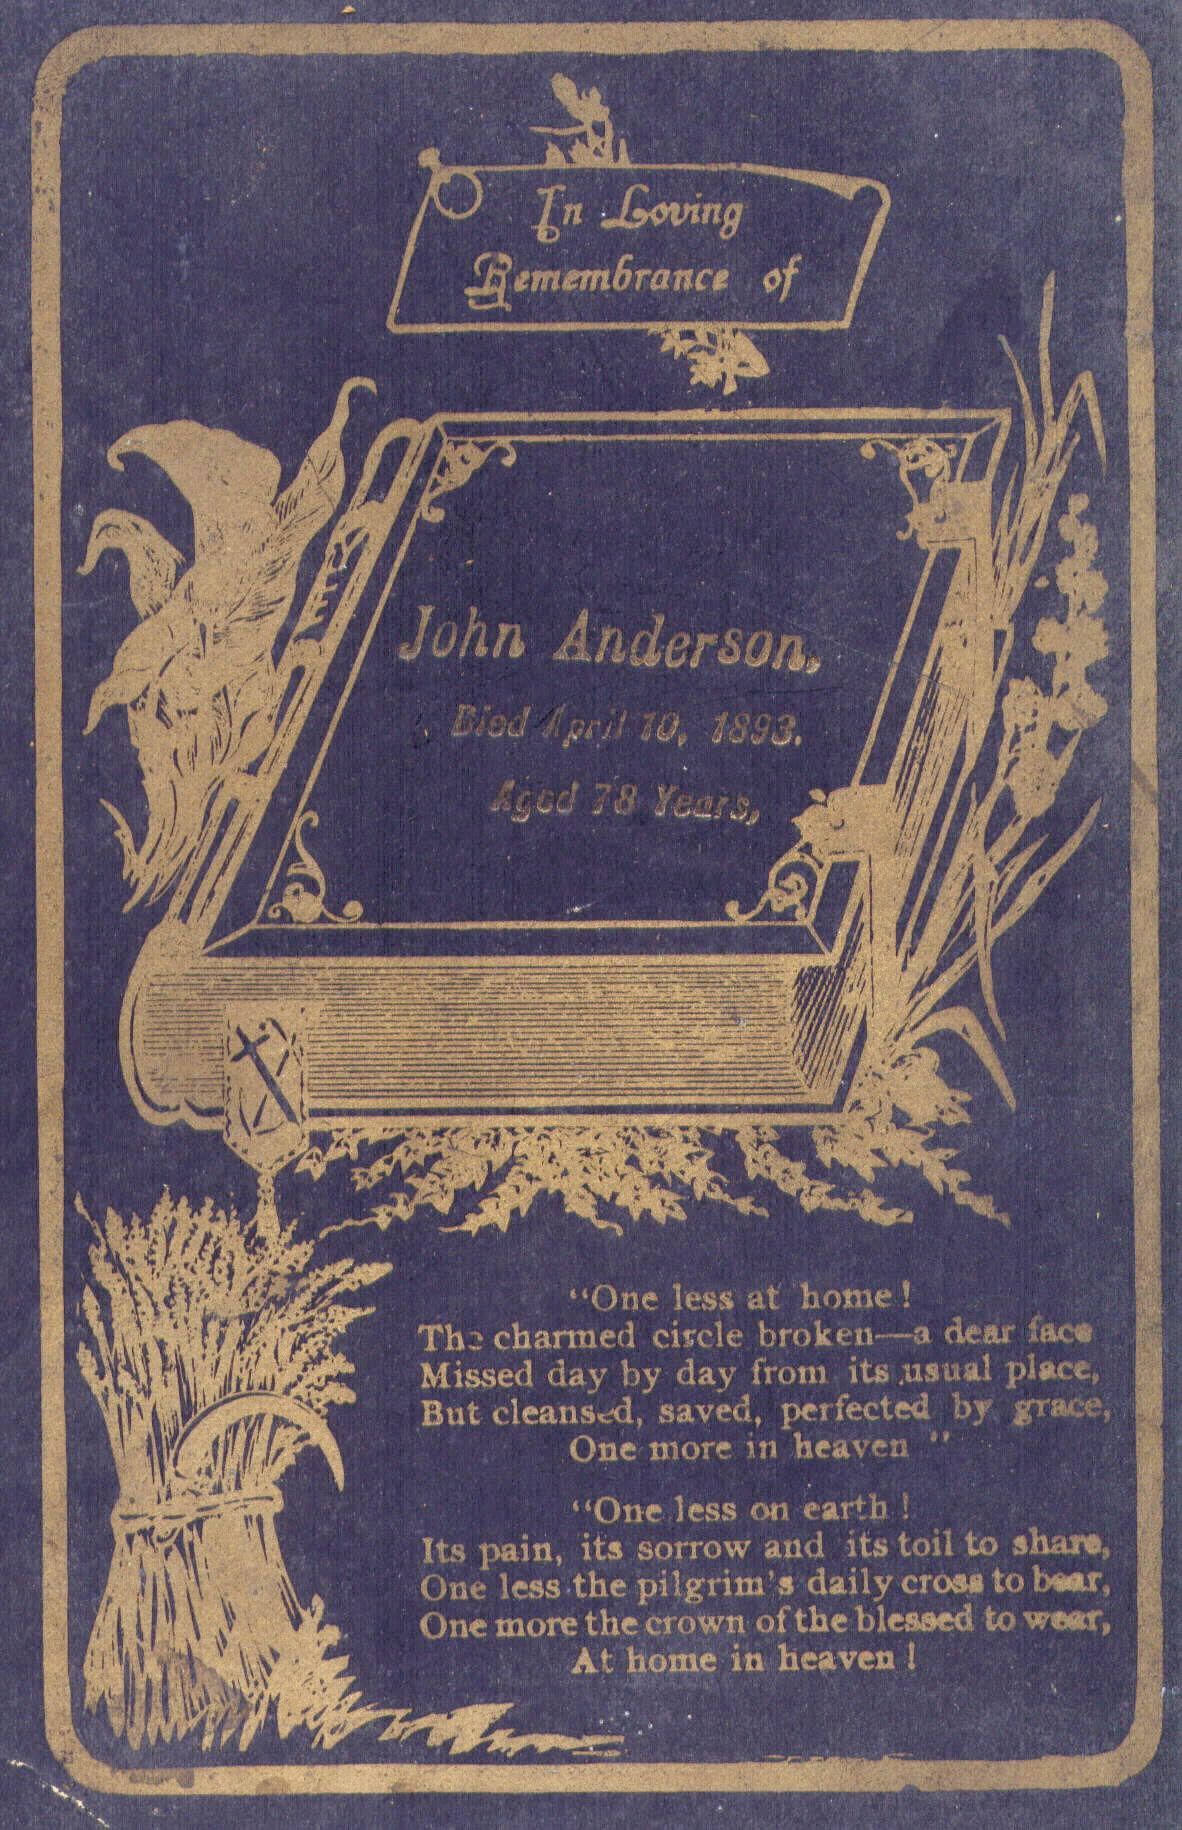 In Loving
Remembrance of
John Anderson,
Died April 10, 1893.
Aged 78 Years,
"One less at home!
The charmed circle broken—a dear face
Missed day by day from its usual place,
But cleansed, saved, perfected by grace,
One more in heaven"
"One less on earth!
Its pain, its sorrow and its toil to share,
One less the pilgrim's daily cross to bear,
One more the crown of the blessed to wear,
At home in heaven!